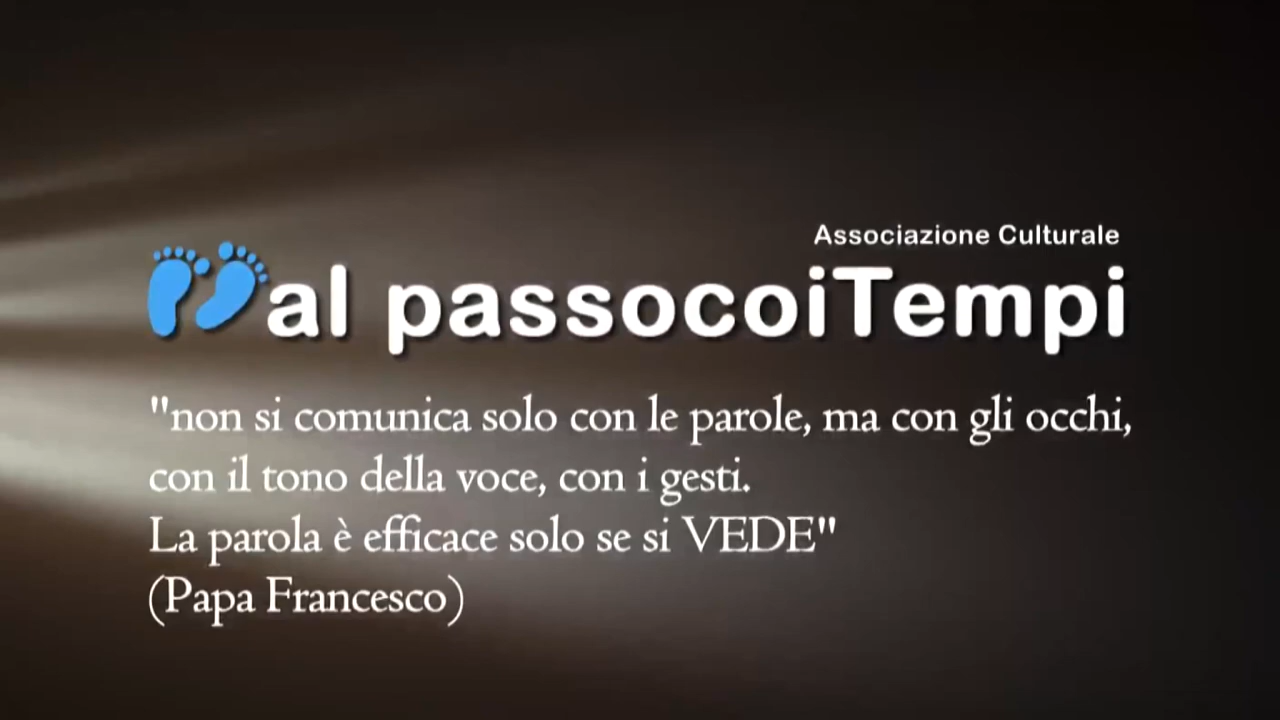 Associazione Culturale
al passocoiTempi
"non si comunica solo con le parole, ma con gli occhi,
con il tono della voce, con i gesti.
La parola è efficace solo se si VEDE"
(Papa Francesco)